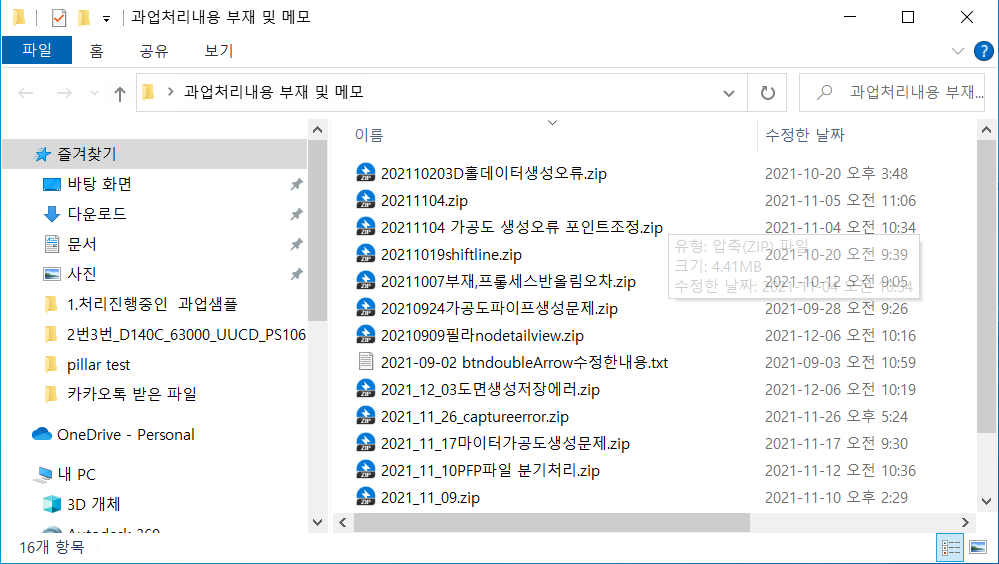 과업처리내용 부재 및 메모
파일 홈 공유 보기
과업처리내용 부재 및 메모
과업처리내용 부재...
즐겨찾기
바탕 화면
다운로드
문서
사진
1.처리진행중인 과업샘플
2번3번_D140C_63000_UUCD_PS106
pillar test
카카오톡 받은 파일
OneDrive - Personal
내 PC
3D 개체
Autodesk 360
이름 수정한 날짜
202110203D홀데이터생성오류.zip 2021-10-20 오후 3:48
20211104.zip 2021-11-05 오전 11:06
20211104 가공도 생성오류 포인트조정.zip 2021-11-04 오전 10:34
20211019shiftline.zip 2021-10-20 오전 9:39
20211007부재,프롤세스반올림오차.zip 2021-10-12 오전 9:05
20210924가공도파이프생성문제.zip 2021-09-28 오전 9:26
20210909필라nodetailview.zip 2021-12-06 오전 10:16
2021-09-02 btndoubleArrow수정한내용.txt 2021-09-03 오전 10:59
2021_12_03도면생성저장에러.zip 2021-12-06 오전 10:19
2021_11_26_captureerror.zip 2021-11-26 오후 5:24
2021_11_17마이터가공도생성문제.zip 2021-11-17 오전 9:30
2021_11_10PFP파일 분기처리.zip 2021-11-12 오전 10:36
2021_11_09.zip 2021-11-10 오전 2:29
유형: 압축(ZIP) 파일
크기: 4.41MB
수정한 날짜: 2021-11-04 오전 10:34
16개 항목